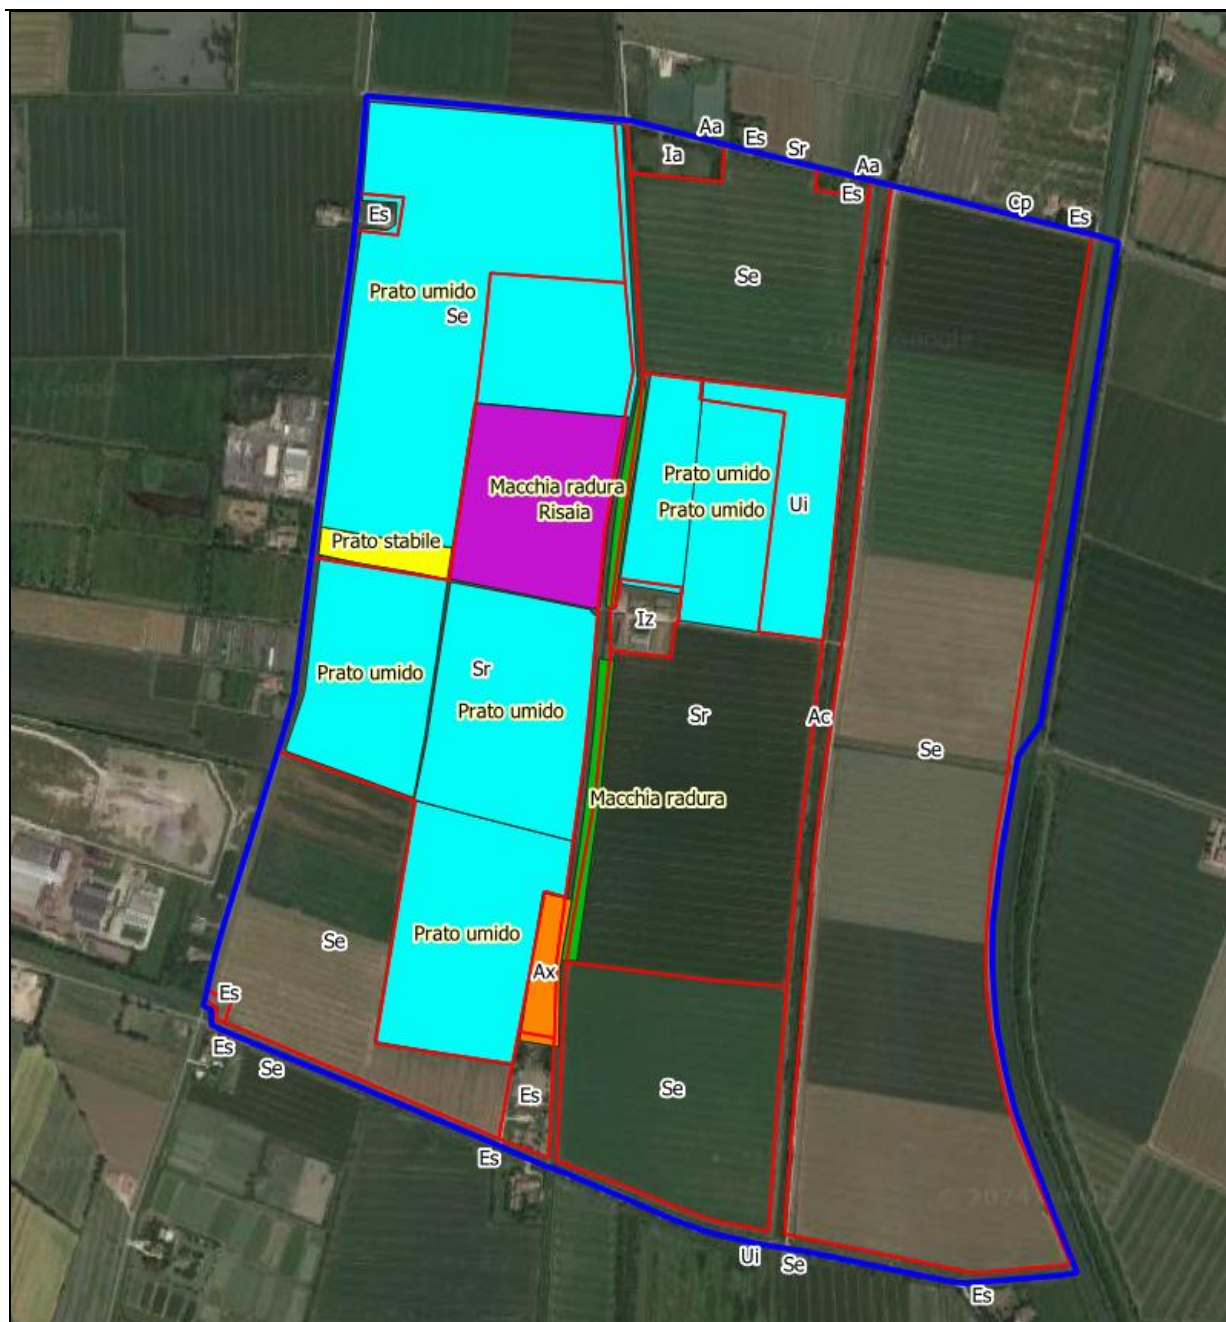 Aa
Es
Sr
Ia
Aa
Es
Cp
Es
Es
Se
Prato umido
Se
Prato umido
Macchia radura
Risaia
Ui
Prato umido
Prato stabile
Iz
Prato umido
Sr
Prato umido
Sr
Ac
Se
Macchia radura
Prato umido
Se
Ax
Es
Es
Se
Es
Se
Es
Ui
Se
Es